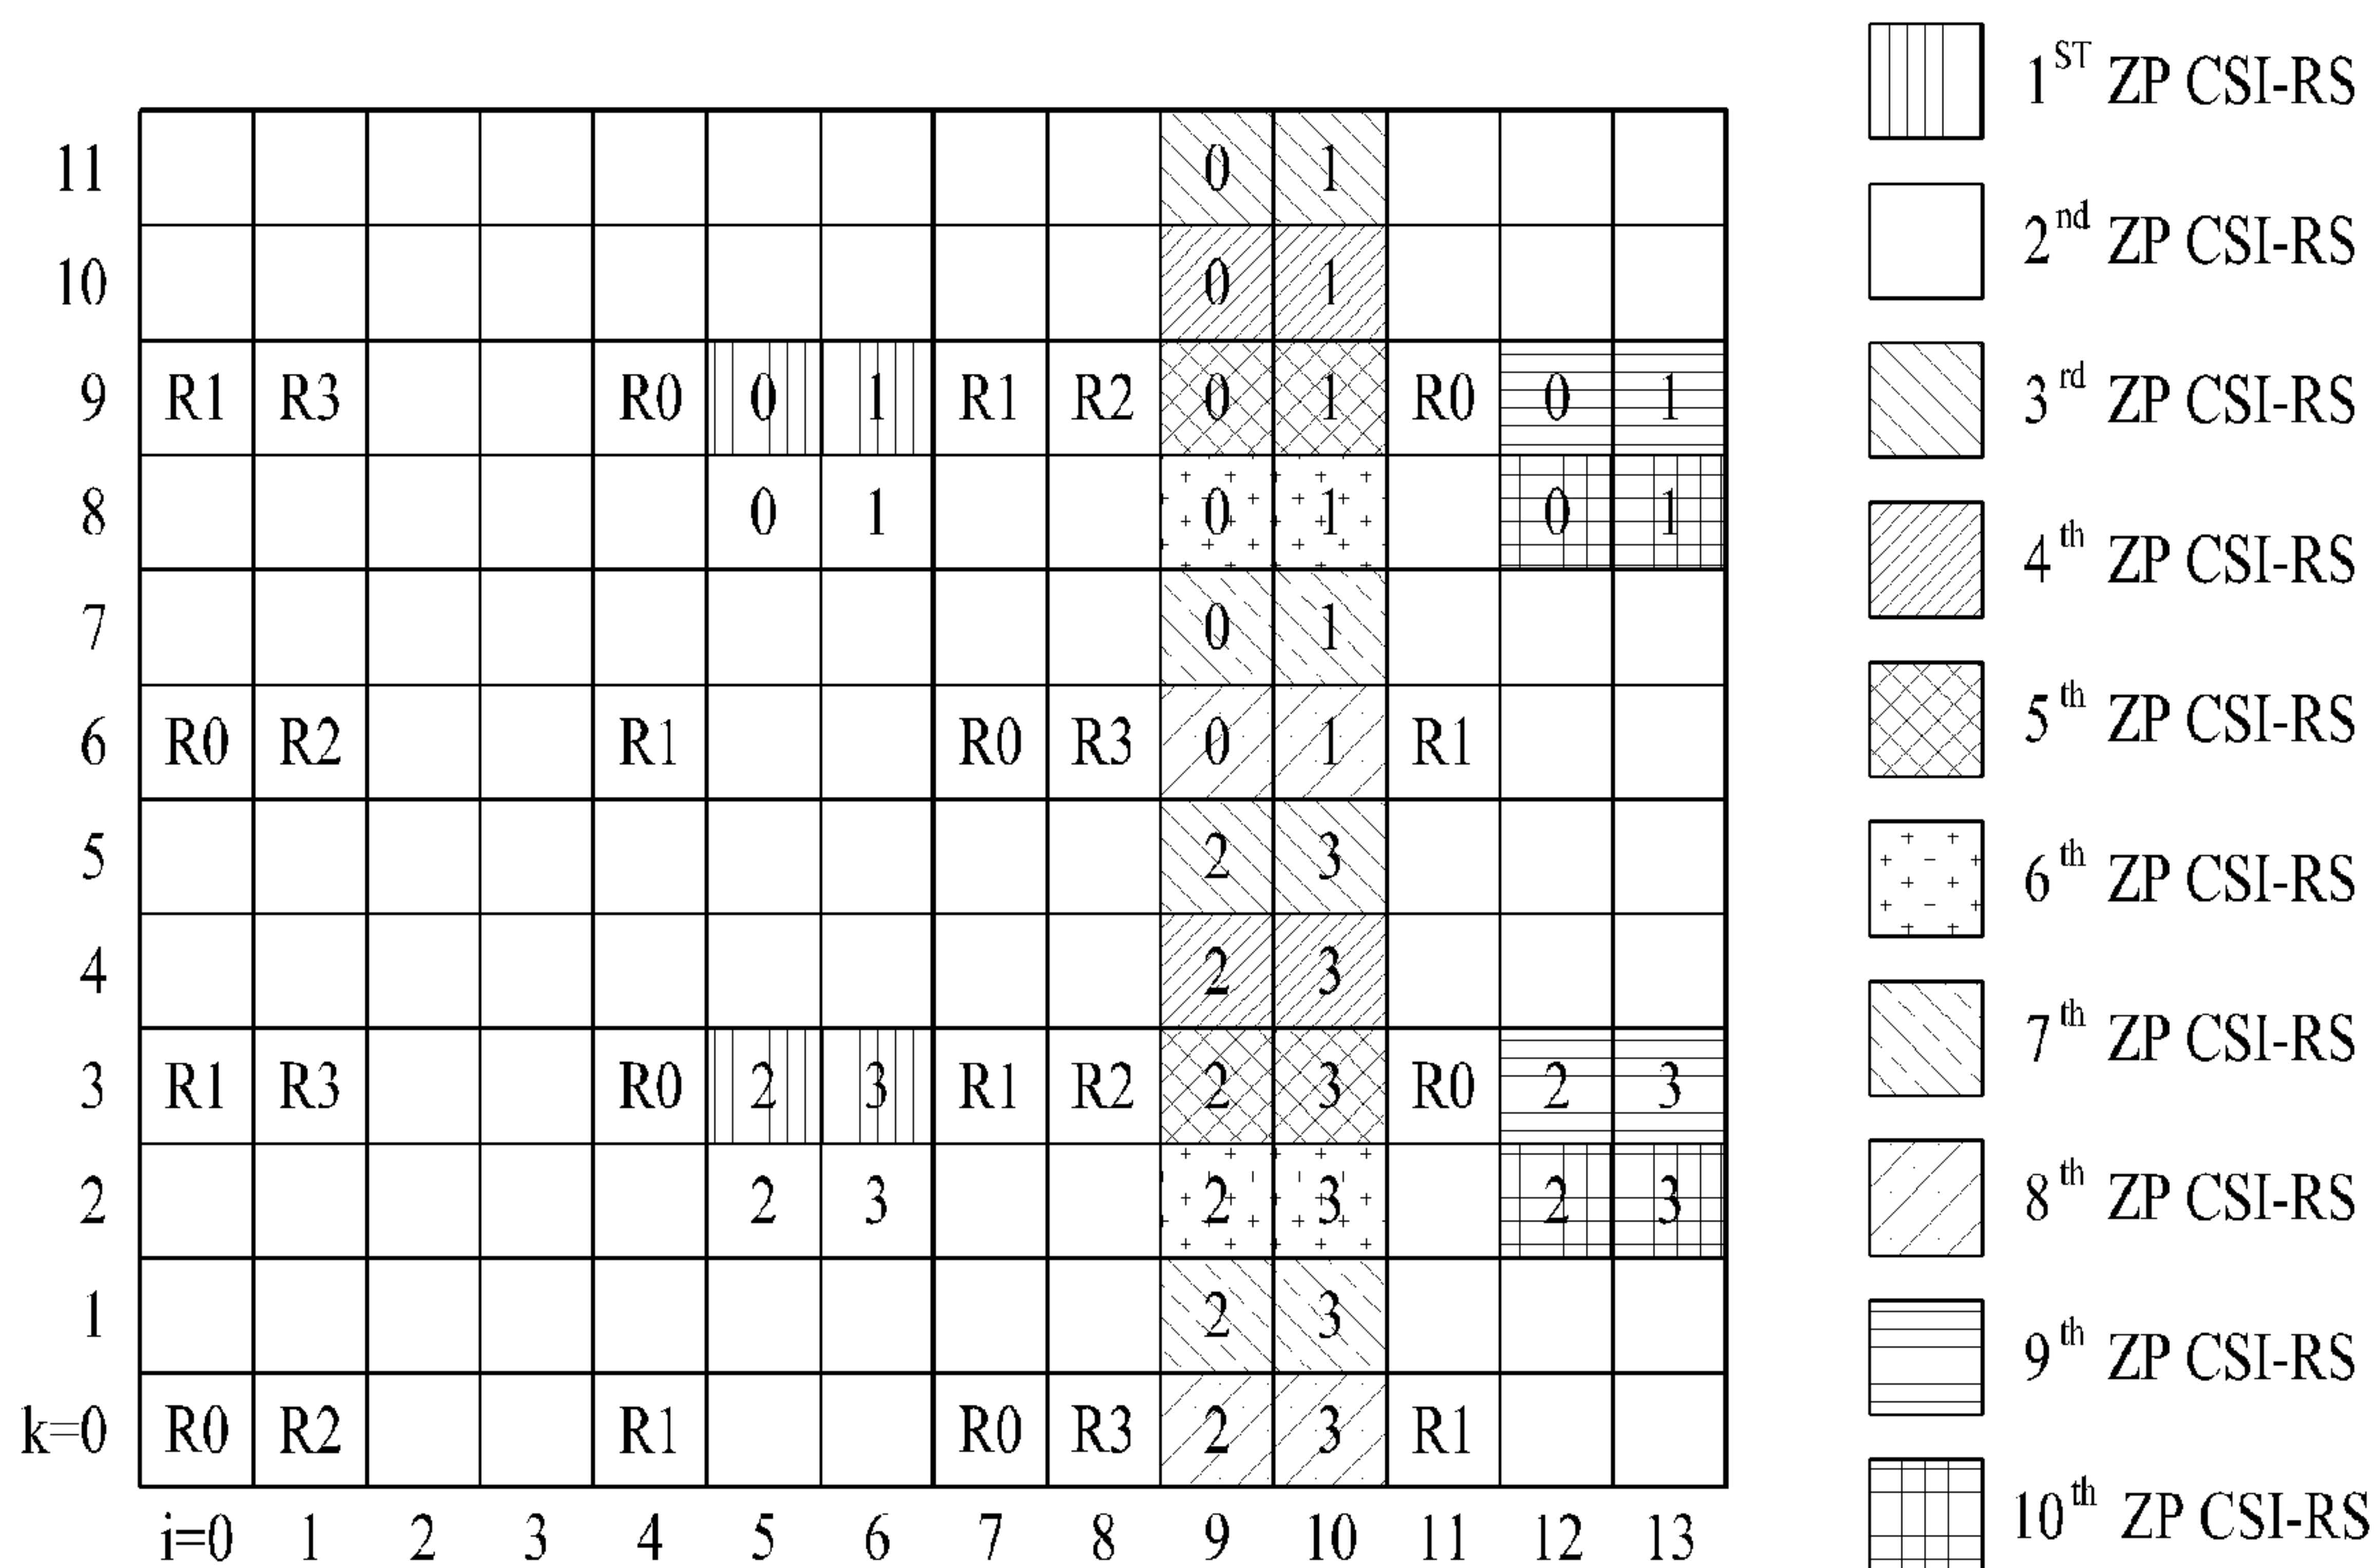 1ST ZP CSI-RS
2nd ZP CSI-RS
3rd ZP CSI-RS
4th ZP CSI-RS
5th ZP CSI-RS
6th ZP CSI-RS
7th ZP CSI-RS
8th ZP CSI-RS
9th ZP CSI-RS
10th ZP CSI-RS
11 0 1
10 0 1
9 R1 R3 R0 0 1 R1 R2 0 1 R0 0 1
8 0 1 0 1 0 1
7 0 1
6 R0 R2 R1 R0 R3 0 1 R1
5 2 3
4 2 3
3 R1 R3 R0 2 3 R1 R2 2 3 R0 2 3
2 2 3 2 3 2 3
1 2 3
k=0 R0 R2 R1 R0 R3 2 3 R1
i=0 1 2 3 4 5 6 7 8 9 10 11 12 13